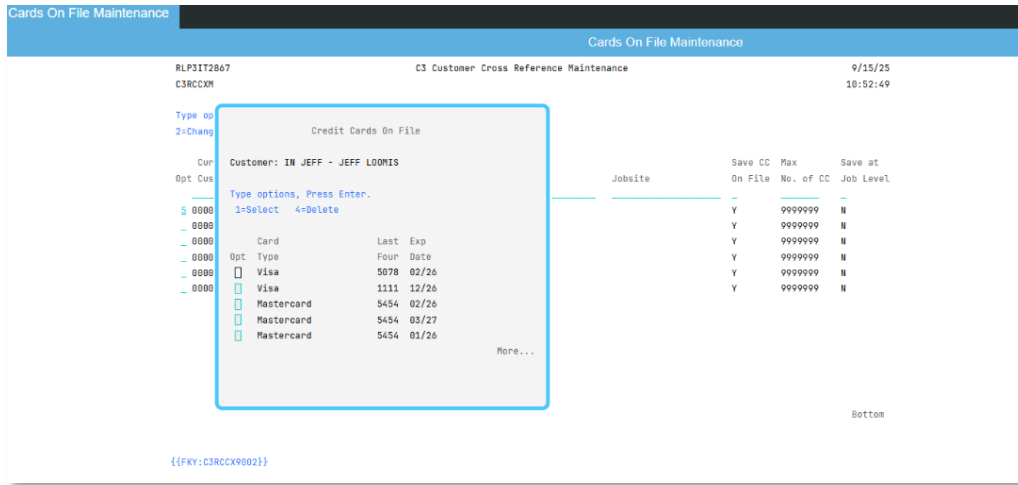 Cards On File Maintenance
Cards On File Maintenance
RLP3IT2867 C3 Customer Cross Reference Maintenance 9/15/25
C3RCCXM 10:52:49
Type op
2=Chang
Credit Cards On File
Cur Customer: IN JEFF - JEFF LOOMIS Save CC Max Save at
Opt Cus Jobsite On File No. of CC Job Level
Type options, Press Enter.
5 0000 1=Select 4=Delete Y 9999999 N
_ 0000 Y 9999999 N
_ 0000 Card Last Exp Y 9999999 N
_ 0000 Opt Type Four Date Y 9999999 N
_ 0000 Visa 5078 02/26 Y 9999999 N
_ 0000 Visa 1111 12/26 Y 9999999 N
Mastercard 5454 02/26
Mastercard 5454 03/27
Mastercard 5454 01/26
More...
Bottom
{{FKY:C3RCCX9002}}